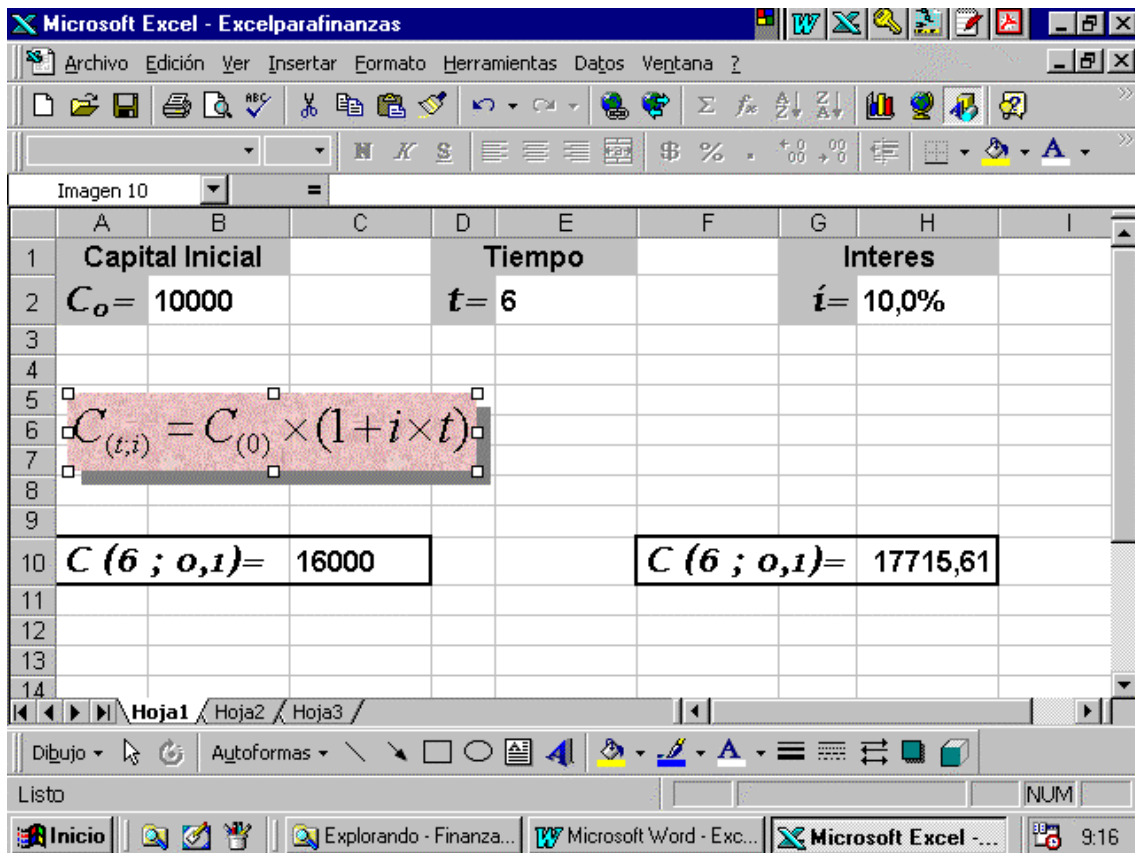 Microsoft Excel - Excelparafinanzas
Archivo Edición Ver Insertar Formato Herramientas Datos Ventana ?
N K S $ %
Imagen 10 =
A B C D E F G H I
1 Capital Inicial Tiempo Interes
2 Co= 10000 t= 6 i= 10,0%
3
4
5
6 C(t;i) = C(0) ×(1+i×t)
7
8
9
10 C (6 ; 0,1)= 16000 C (6 ; 0,1)= 17715,61
11
12
13
14
Hoja1 Hoja2 Hoja3
Dibujo Autoformas
Listo NUM
Inicio Explorando - Finanza... Microsoft Word - Exc... Microsoft Excel -... 9:16